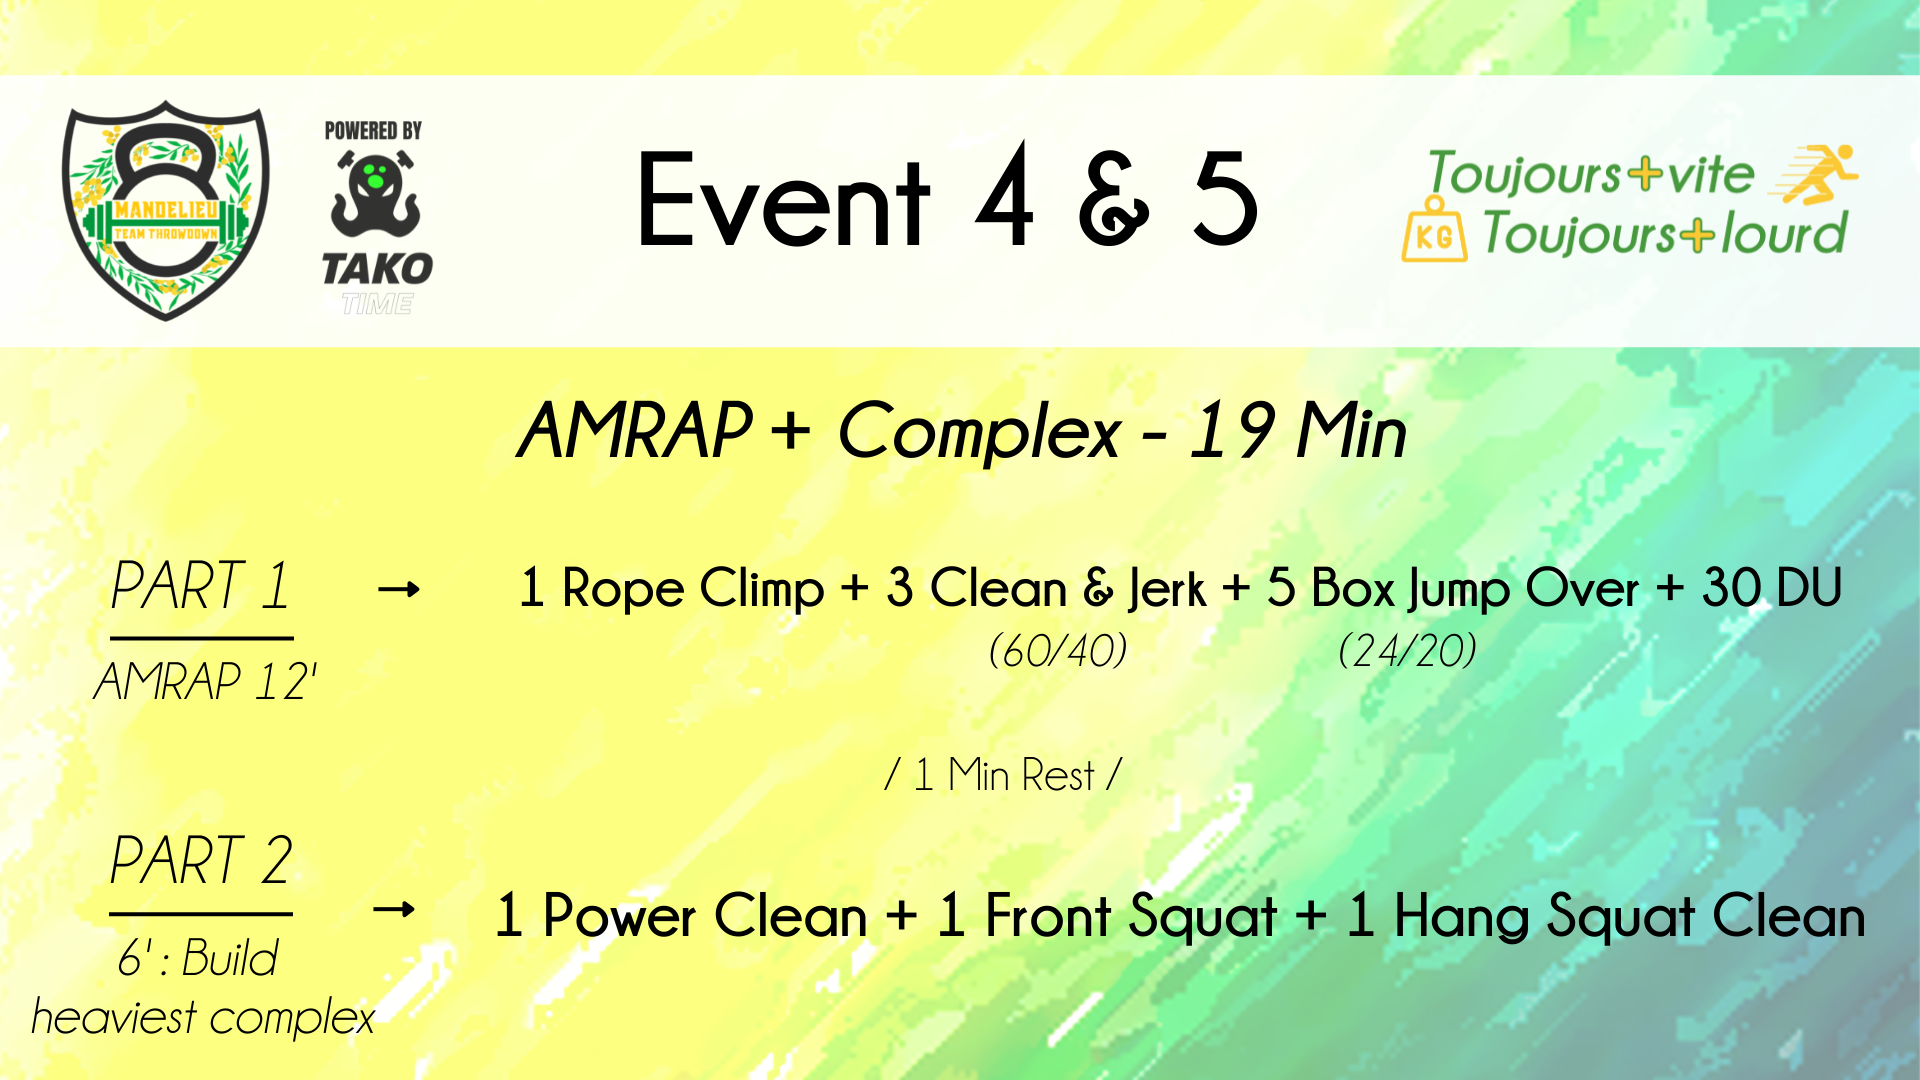 MANDELIEU
TEAM THROWDOWN
POWERED BY
TAKO
TIME
Event 4 & 5
Toujours+vite
KG
Toujours+lourd
AMRAP + Complex - 19 Min
PART 1
AMRAP 12'
→ 1 Rope Climp + 3 Clean & Jerk + 5 Box Jump Over + 30 DU
(60/40) (24/20)
/ 1 Min Rest /
PART 2
6' : Build
heaviest complex
→ 1 Power Clean + 1 Front Squat + 1 Hang Squat Clean